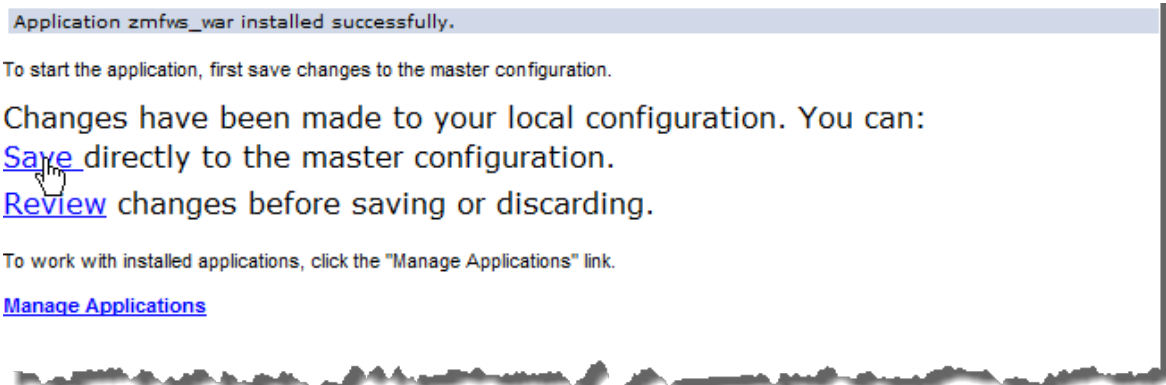 Application zmfws_war installed successfully.
To start the application, first save changes to the master configuration.
Changes have been made to your local configuration. You can:
Save directly to the master configuration.
Review changes before saving or discarding.
To work with installed applications, click the "Manage Applications" link.
Manage Applications